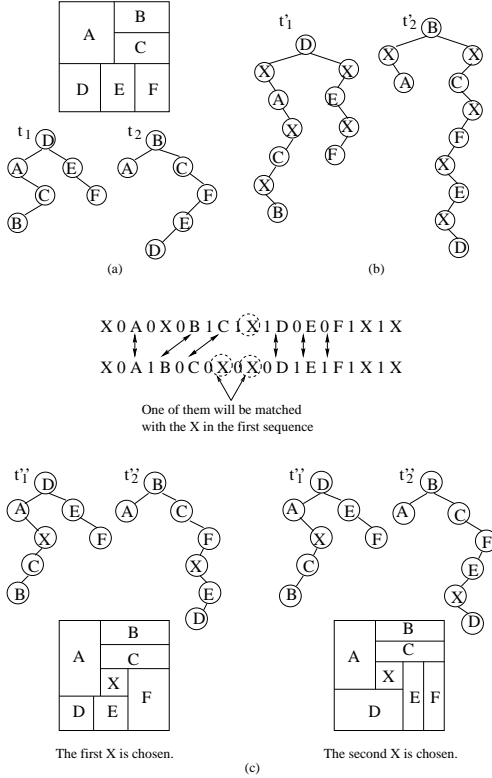 A B
C
D E F
t1 t2
D
A E
C F
B
B
A C
F
E
D
(a)
t'1
D
X X
A E
X X
C F
X
B
t'2
B
X X
A C
X
F
X
E
X
D
(b)
X 0 A 0 X 0 B 1 C 1 X 1 D 0 E 0 F 1 X 1 X
X 0 A 1 B 0 C 0 X 0 X 0 D 1 E 1 F 1 X 1 X
One of them will be matched
with the X in the first sequence
t''1
D
A E
X F
C
B
t''2
B
A C
F
X
E
D
t''1
D
A E
X F
C
B
t''2
B
A C
F
E
X
D
A B
C
X
D E F
A B
C
X
D E F
The first X is chosen.
The second X is chosen.
(c)